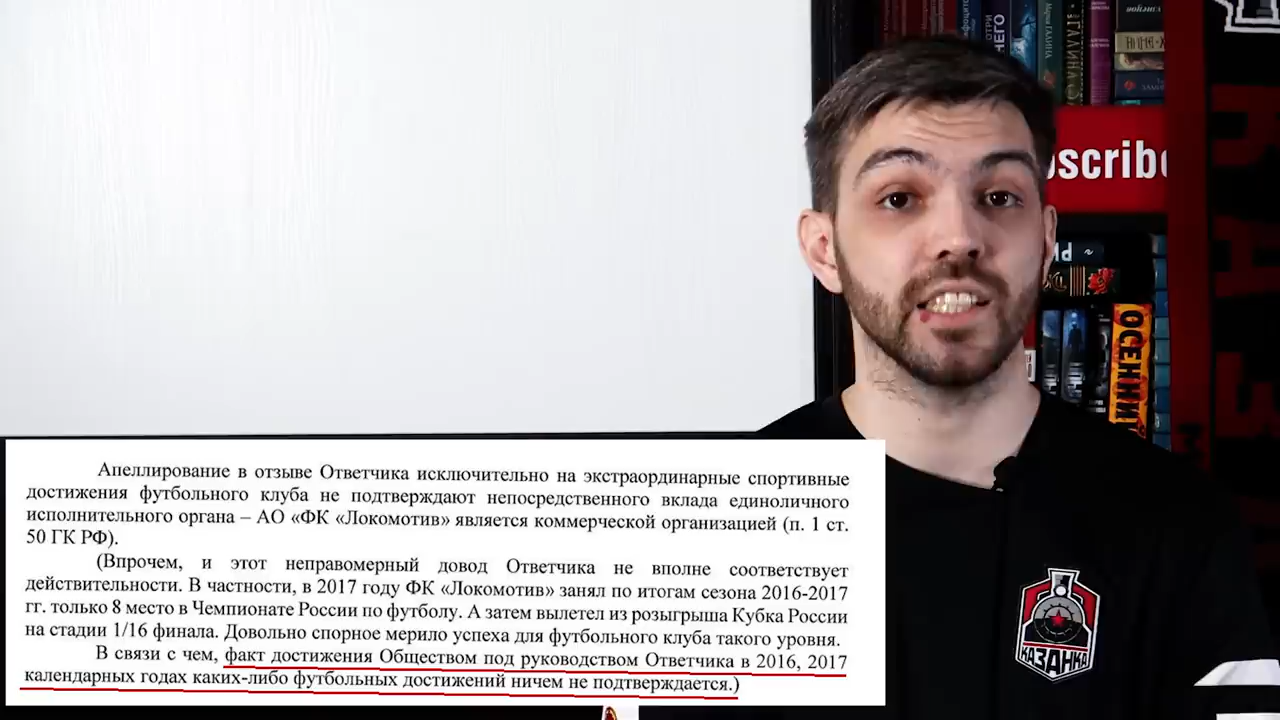 МАРИЯ ГАЛИНА
ГАЛИНА
scribe
ОСЕННИ
КАЗАНКА
Апеллирование в отзыве Ответчика исключительно на экстраординарные спортивные
достижения футбольного клуба не подтверждают непосредственного вклада единоличного
исполнительного органа – АО «ФК «Локомотив» является коммерческой организацией (п. 1 ст.
50 ГК РФ).
(Впрочем, и этот неправомерный довод Ответчика не вполне соответствует
действительности. В частности, в 2017 году ФК «Локомотив» занял по итогам сезона 2016-2017
гг. только 8 место в Чемпионате России по футболу. А затем вылетел из розыгрыша Кубка России
на стадии 1/16 финала. Довольно спорное мерило успеха для футбольного клуба такого уровня.
В связи с чем, факт достижения Обществом под руководством Ответчика в 2016, 2017
календарных годах каких-либо футбольных достижений ничем не подтверждается.)